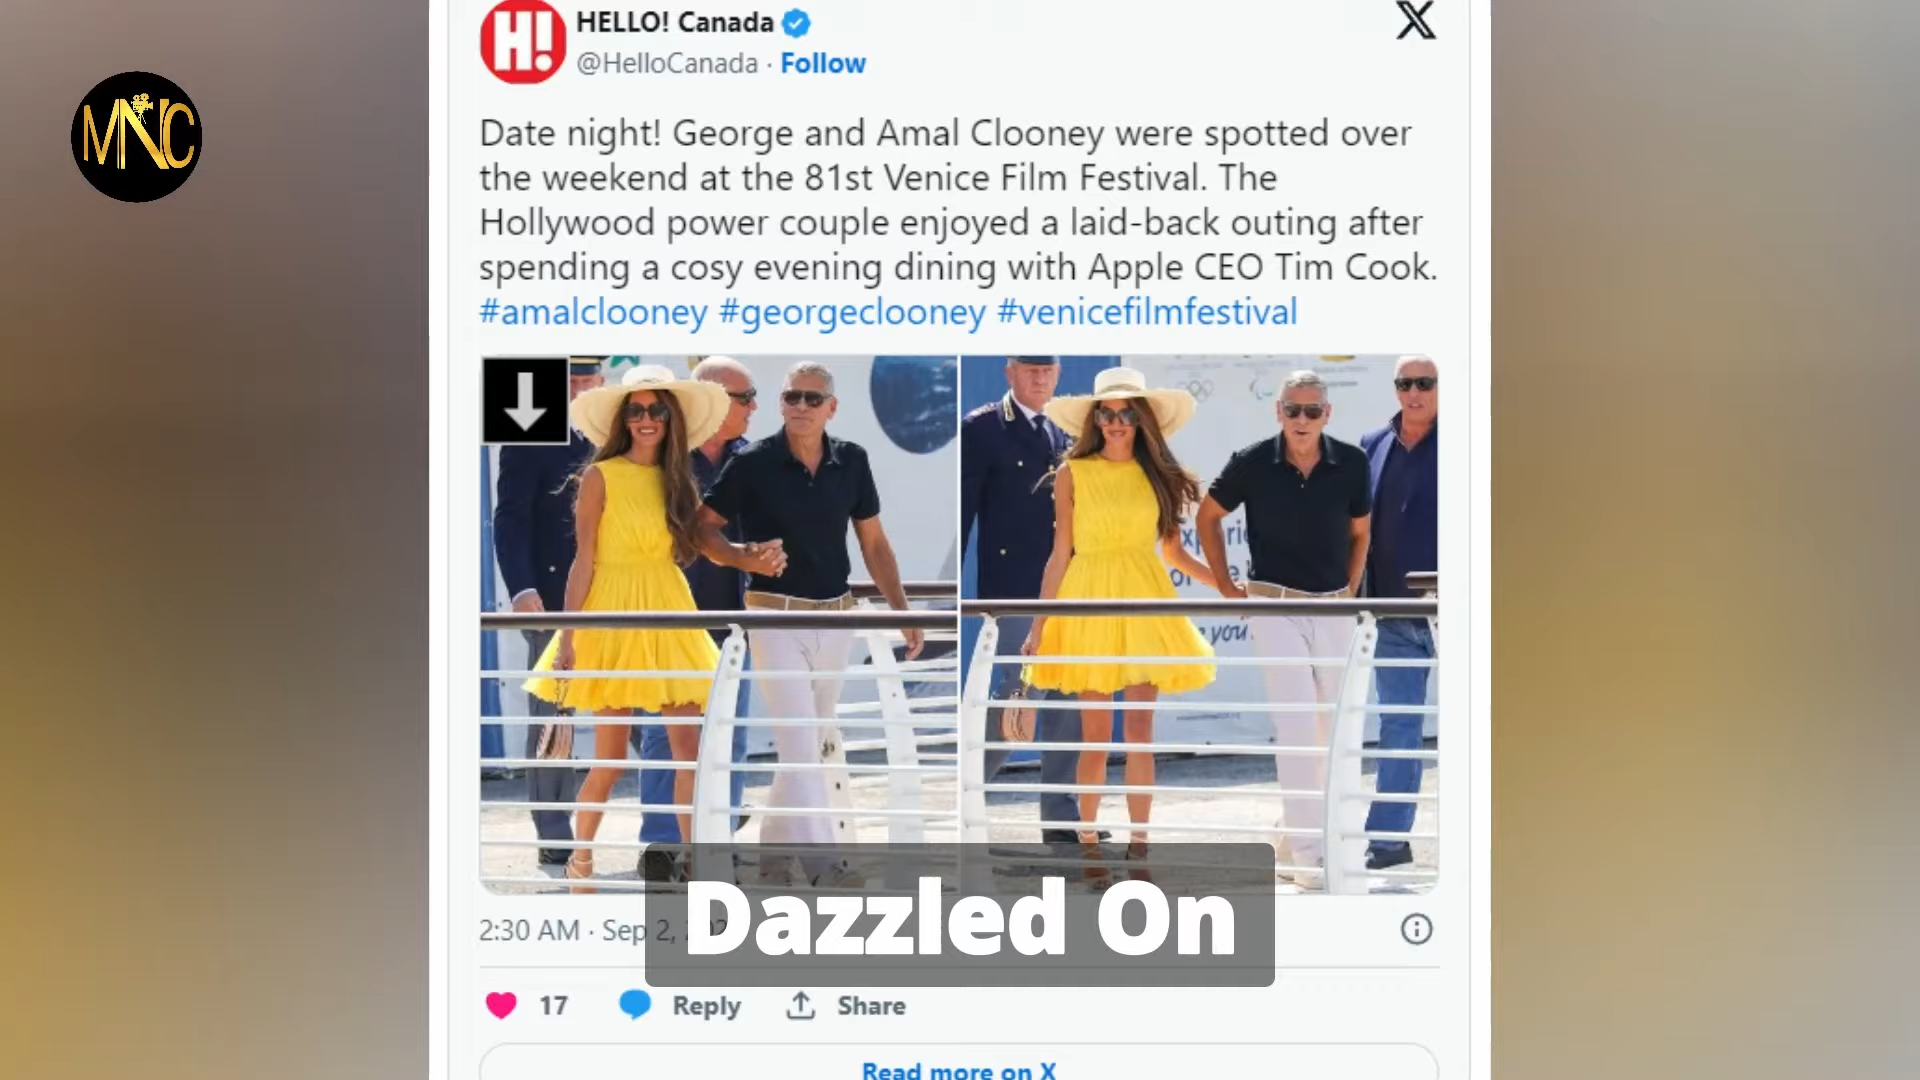 HELLO! Canada
@HelloCanada · Follow
MNC
H!
X
Date night! George and Amal Clooney were spotted over
the weekend at the 81st Venice Film Festival. The
Hollywood power couple enjoyed a laid-back outing after
spending a cosy evening dining with Apple CEO Tim Cook.
#amalclooney #georgeclooney #venicefilmfestival
you
2:30 AM · Sep 2,
Dazzled On
17 Reply Share
Read more on X